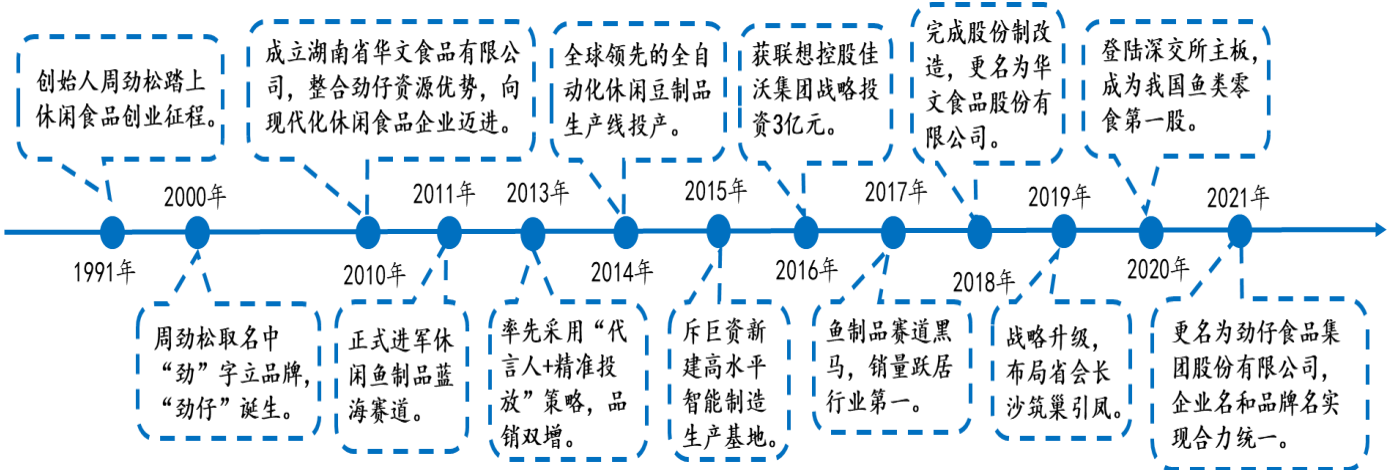 创始人周劲松踏上
休闲食品创业征程。
1991年
2000年
周劲松取名中
“劲”字立品牌，
“劲仔”诞生。
成立湖南省华文食品有限公
司，整合劲仔资源优势，向
现代化休闲食品企业迈进。
2010年
2011年
正式进军休
闲鱼制品蓝
海赛道。
2013年
率先采用“代
言人+精准投
放”策略，品
销双增。
全球领先的全自
动化休闲豆制品
生产线投产。
2014年
2015年
斥巨资新
建高水平
智能制造
生产基地。
获联想控股佳
沃集团战略投
资3亿元。
2016年
2017年
鱼制品赛道黑
马，销量跃居
行业第一。
完成股份制改
造，更名为华
文食品股份有
限公司。
2018年
2019年
战略升级，
布局省会长
沙筑巢引凤。
登陆深交所主板，
成为我国鱼类零
食第一股。
2020年
2021年
更名为劲仔食品集
团股份有限公司，
企业名和品牌名实
现合力统一。